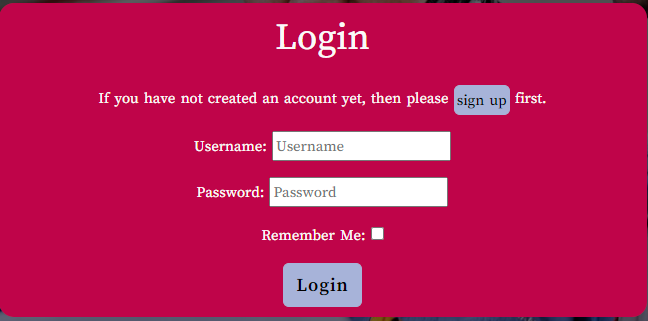 Login
If you have not created an account yet, then please sign up first.
Username: Username
Password: Password
Remember Me:
Login